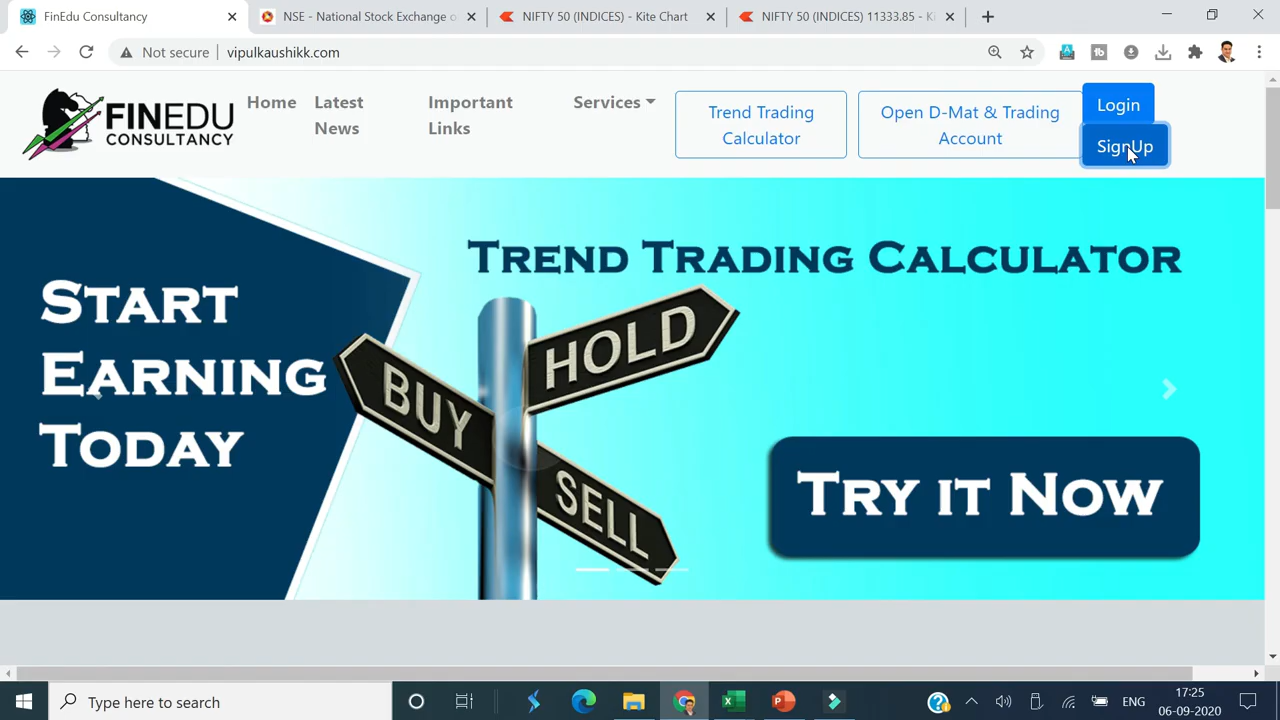 FinEdu Consultancy
NSE - National Stock Exchange o
NIFTY 50 (INDICES) - Kite Chart
NIFTY 50 (INDICES) 11333.85 - Ki
Not secure
vipulkaushikk.com
FINEDU
CONSULTANCY
Home
Latest
News
Important
Links
Services
Trend Trading
Calculator
Open D-Mat & Trading
Account
Login
SignUp
START
EARNING
TODAY
TREND TRADING CALCULATOR
HOLD
BUY
SELL
TRY IT NOW
Type here to search
ENG
17:25
06-09-2020